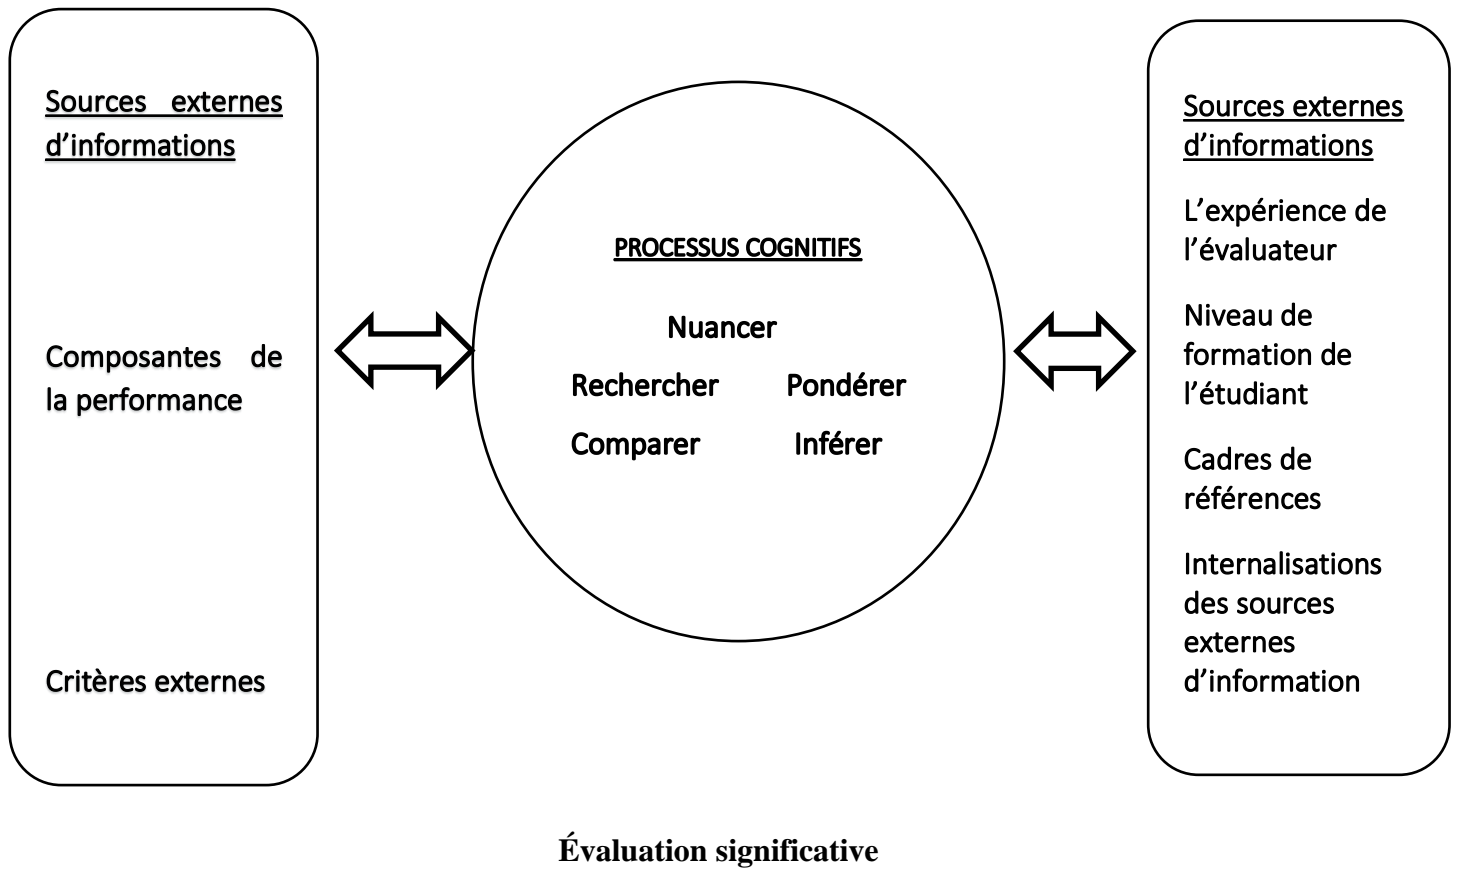 Sources externes
d’informations
Composantes de
la performance
Critères externes
PROCESSUS COGNITIFS
Nuancer
Rechercher Pondérer
Comparer Inférer
Sources externes
d’informations
L’expérience de
l’évaluateur
Niveau de
formation de
l’étudiant
Cadres de
références
Internalisations
des sources
externes
d’information
Évaluation significative